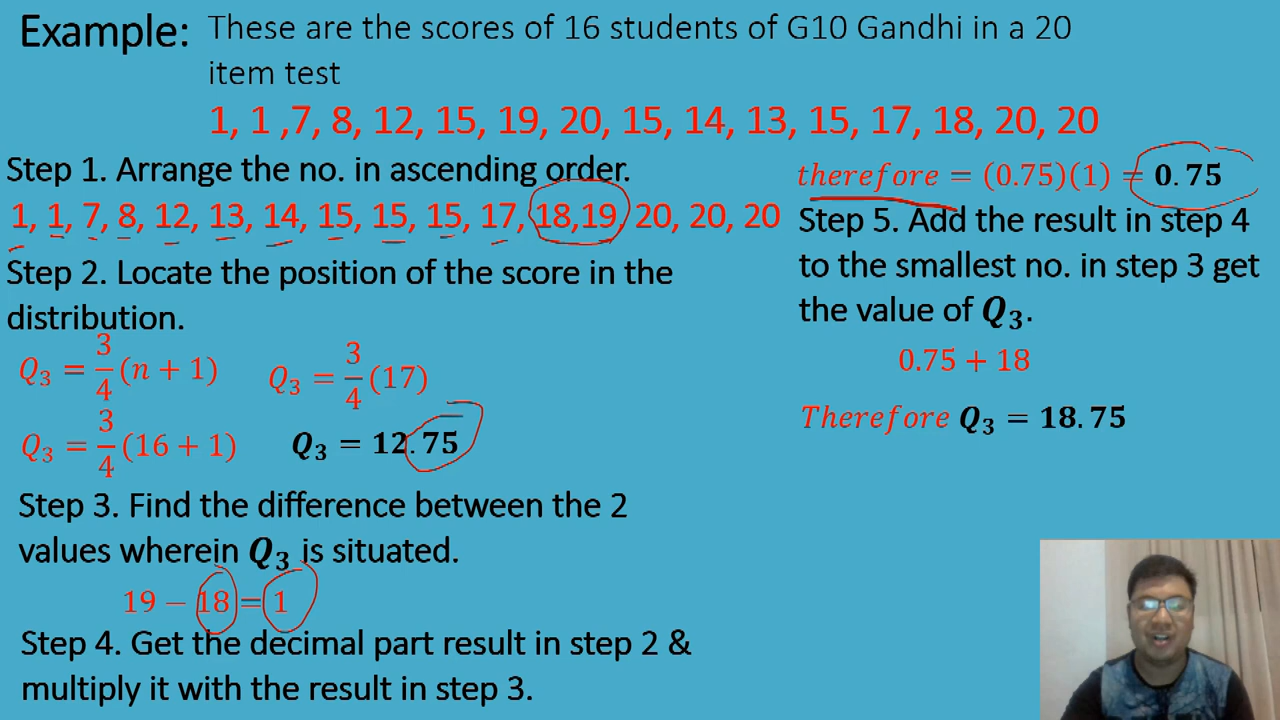 Example: These are the scores of 16 students of G10 Gandhi in a 20
item test
1, 1 ,7, 8, 12, 15, 19, 20, 15, 14, 13, 15, 17, 18, 20, 20
Step 1. Arrange the no. in ascending order.
1, 1, 7, 8, 12, 13, 14, 15, 15, 15, 17, 18,19, 20, 20, 20
Step 2. Locate the position of the score in the
distribution.
Q₃ = 3/4 (n + 1)
Q₃ = 3/4 (16 + 1)
Q₃ = 3/4 (17)
Q₃ = 12.75
Step 3. Find the difference between the 2
values wherein Q₃ is situated.
19 − 18 = 1
Step 4. Get the decimal part result in step 2 &
multiply it with the result in step 3.
therefore = (0.75)(1) = 0.75
Step 5. Add the result in step 4
to the smallest no. in step 3 get
the value of Q₃.
0.75 + 18
Therefore Q₃ = 18.75